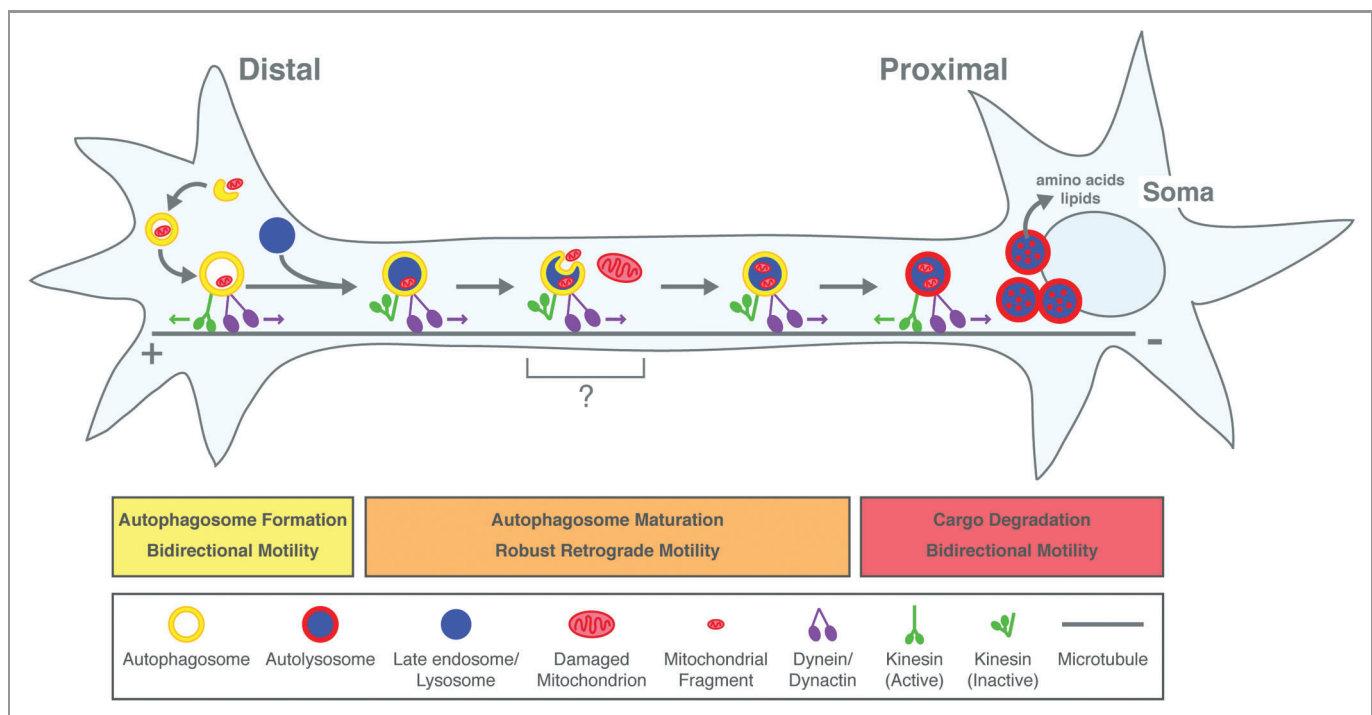 Distal
Proximal
amino acids
lipids
Soma
+
-
?
Autophagosome Formation
Bidirectional Motility
Autophagosome Maturation
Robust Retrograde Motility
Cargo Degradation
Bidirectional Motility
Autophagosome
Autolysosome
Late endosome/
Lysosome
Damaged
Mitochondrion
Mitochondrial
Fragment
Dynein/
Dynactin
Kinesin
(Active)
Kinesin
(Inactive)
Microtubule